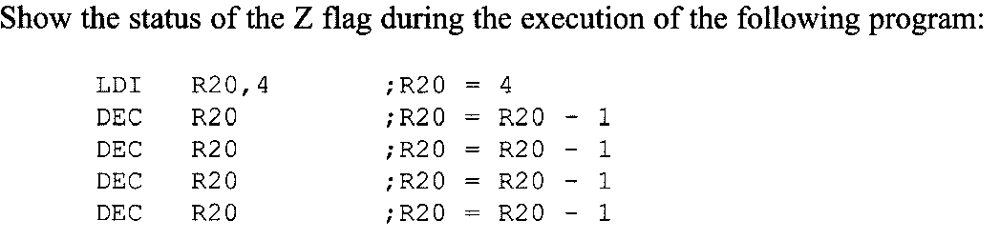 Show the status of the Z flag during the execution of the following program:
LDI R20,4 ;R20 = 4
DEC R20 ;R20 = R20 - 1
DEC R20 ;R20 = R20 - 1
DEC R20 ;R20 = R20 - 1
DEC R20 ;R20 = R20 - 1